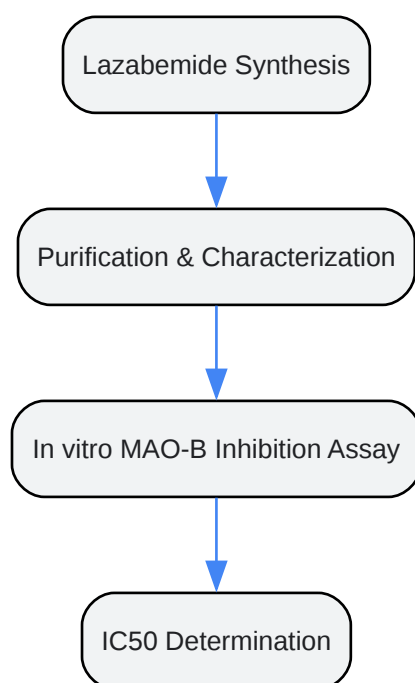 Lazabemide Synthesis
Purification & Characterization
In vitro MAO-B Inhibition Assay
IC50 Determination